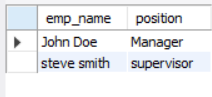 emp_name position
John Doe Manager
steve smith supervisor